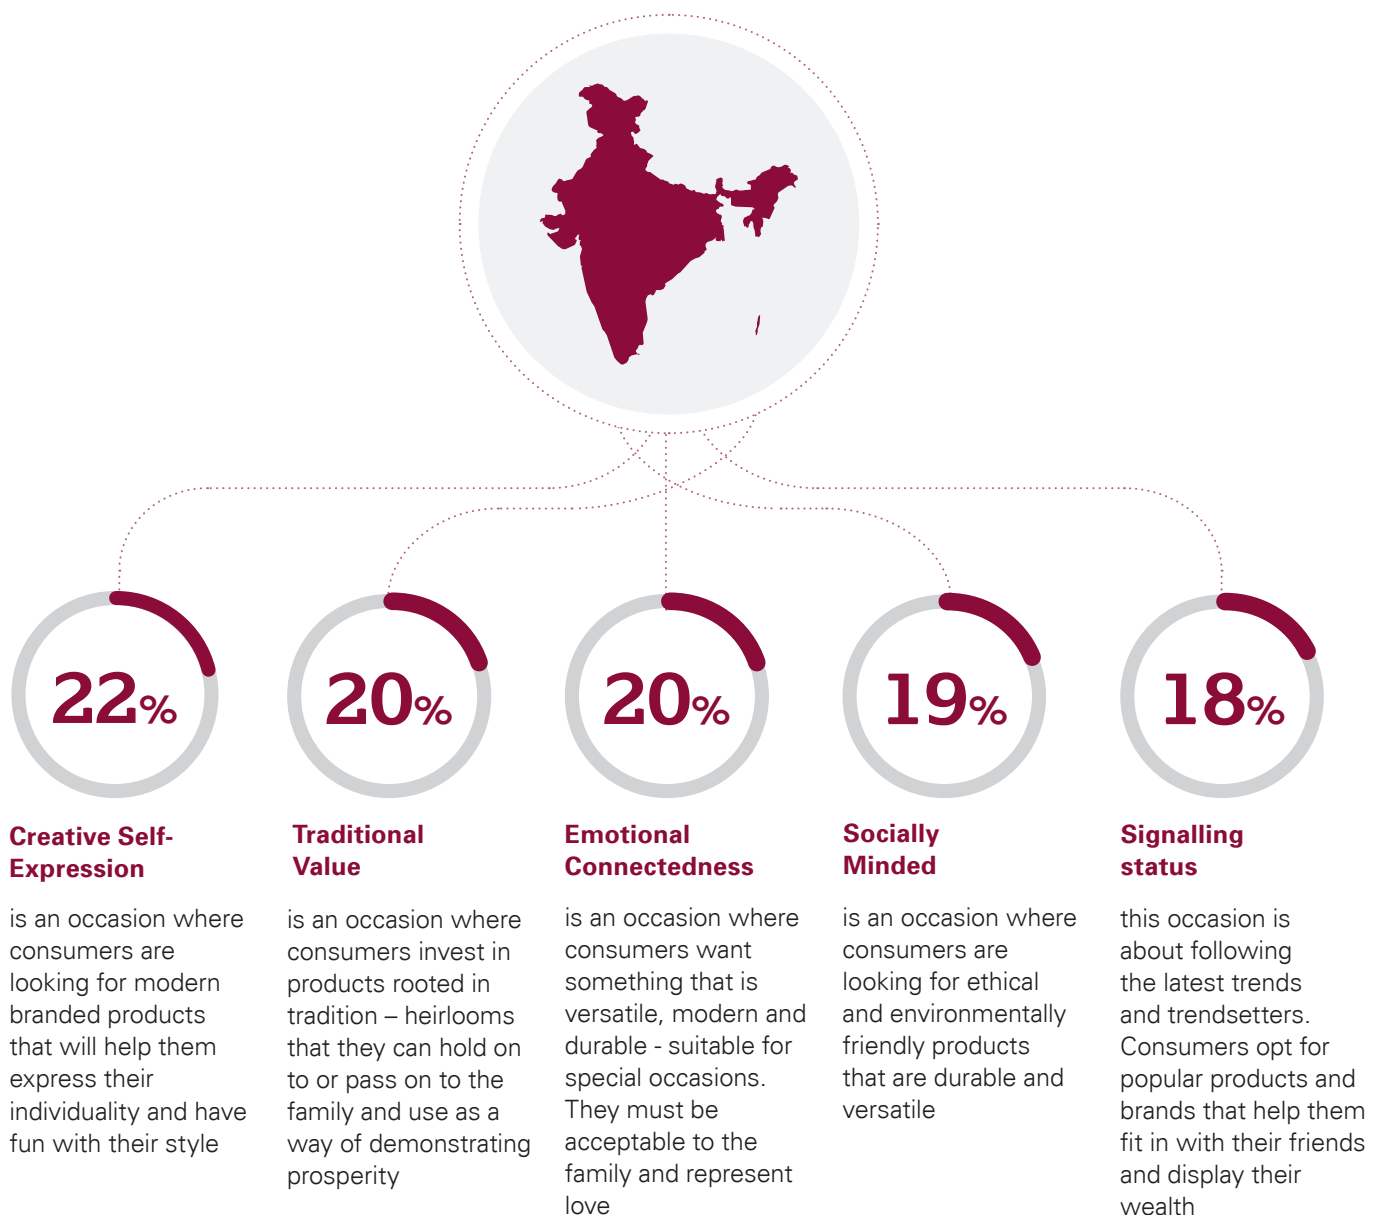 22%
Creative Self-
Expression
is an occasion where
consumers are
looking for modern
branded products
that will help them
express their
individuality and have
fun with their style
20%
Traditional
Value
is an occasion where
consumers invest in
products rooted in
tradition – heirlooms
that they can hold on
to or pass on to the
family and use as a
way of demonstrating
prosperity
20%
Emotional
Connectedness
is an occasion where
consumers want
something that is
versatile, modern and
durable - suitable for
special occasions.
They must be
acceptable to the
family and represent
love
19%
Socially
Minded
is an occasion where
consumers are
looking for ethical
and environmentally
friendly products
that are durable and
versatile
18%
Signalling
status
this occasion is
about following
the latest trends
and trendsetters.
Consumers opt for
popular products and
brands that help them
fit in with their friends
and display their
wealth